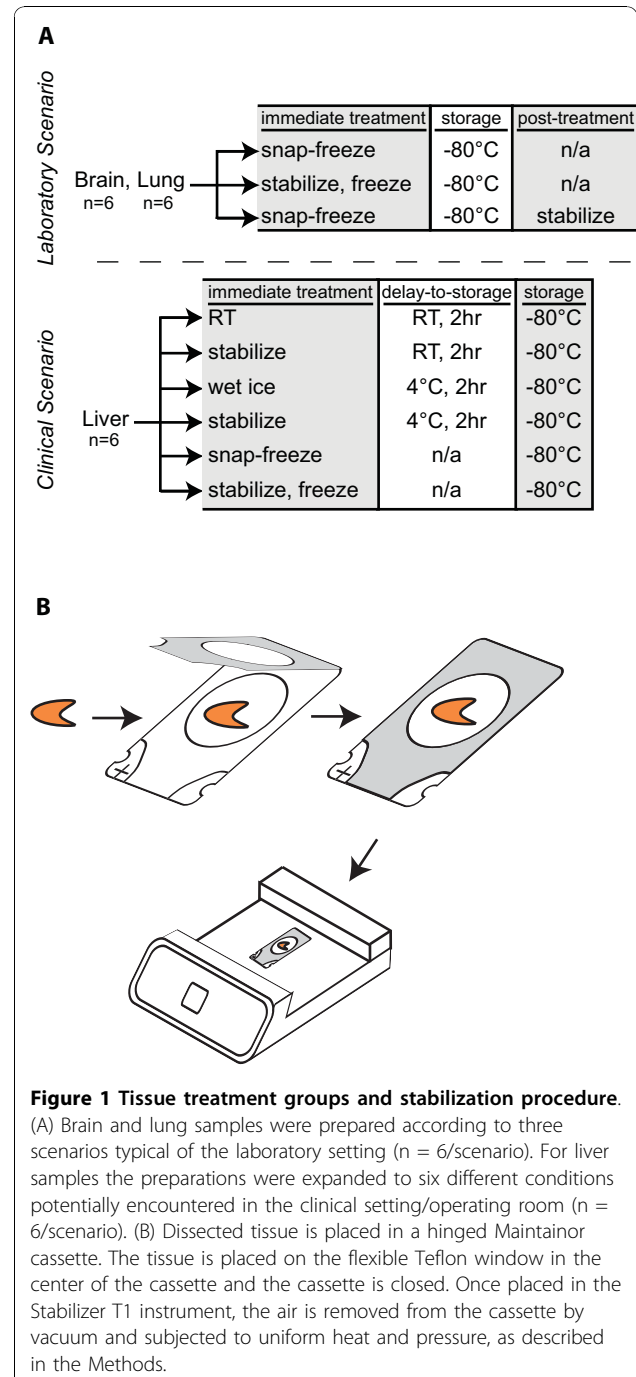 A
Laboratory Scenario
immediate treatment storage post-treatment
snap-freeze -80°C n/a
Brain, Lung
n=6 n=6
stabilize, freeze -80°C n/a
snap-freeze -80°C stabilize
Clinical Scenario
immediate treatment delay-to-storage storage
RT RT, 2hr -80°C
stabilize RT, 2hr -80°C
wet ice 4°C, 2hr -80°C
Liver
n=6
stabilize 4°C, 2hr -80°C
snap-freeze n/a -80°C
stabilize, freeze n/a -80°C
B
Figure 1 Tissue treatment groups and stabilization procedure.
(A) Brain and lung samples were prepared according to three
scenarios typical of the laboratory setting (n = 6/scenario). For liver
samples the preparations were expanded to six different conditions
potentially encountered in the clinical setting/operating room (n =
6/scenario). (B) Dissected tissue is placed in a hinged Maintainor
cassette. The tissue is placed on the flexible Teflon window in the
center of the cassette and the cassette is closed. Once placed in the
Stabilizer T1 instrument, the air is removed from the cassette by
vacuum and subjected to uniform heat and pressure, as described
in the Methods.